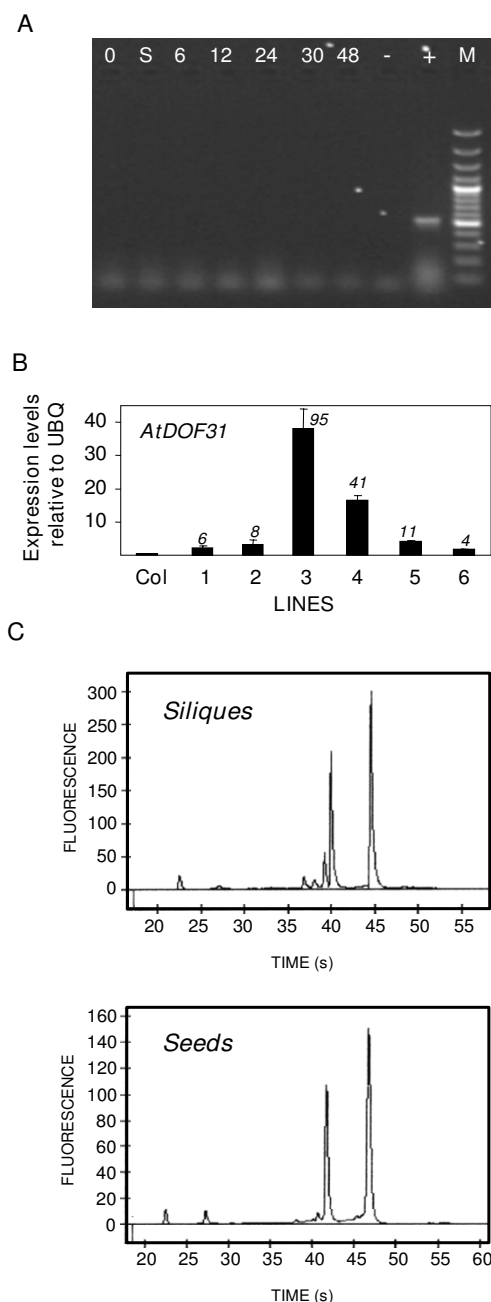 A
0 S 6 12 24 30 48 - + M
B
Expression levels
relative to UBQ
40
30
20
10
AtDOF31
6 8 95 41 11 4
Col 1 2 3 4 5 6
LINES
C
FLUORESCENCE
300
250
200
150
100
50
0
Siliques
20 25 30 35 40 45 50 55
TIME (s)
FLUORESCENCE
160
140
120
100
80
60
40
20
0
Seeds
20 25 30 35 40 45 50 55 60
TIME (s)